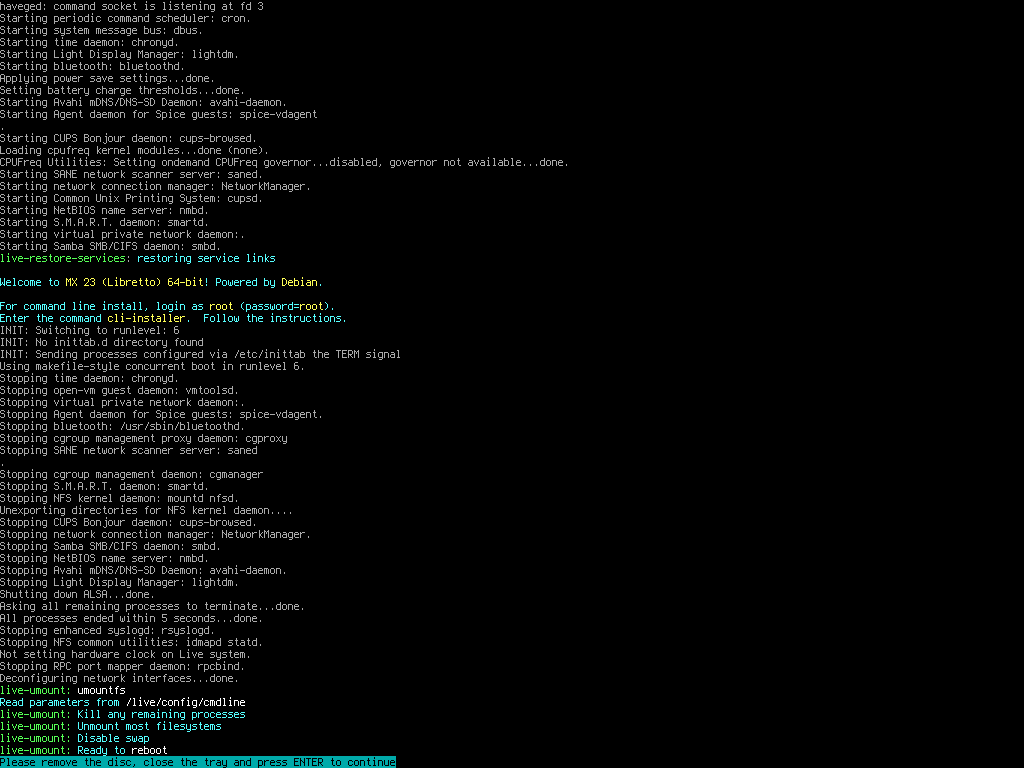 haveged: command socket is listening at fd 3
Starting periodic command scheduler: cron.
Starting system message bus: dbus.
Starting time daemon: chronyd.
Starting Light Display Manager: lightdm.
Starting bluetooth: bluetoothd.
Applying power save settings...done.
Setting battery charge thresholds...done.
Starting Avahi mDNS/DNS-SD Daemon: avahi-daemon.
Starting Agent daemon for Spice guests: spice-vdagent
.
Starting CUPS Bonjour daemon: cups-browsed.
Loading cpufreq kernel modules...done (none).
CPUFreq Utilities: Setting ondemand CPUFreq governor...disabled, governor not available...done.
Starting SANE network scanner server: saned.
Starting network connection manager: NetworkManager.
Starting Common Unix Printing System: cupsd.
Starting NetBIOS name server: nmbd.
Starting S.M.A.R.T. daemon: smartd.
Starting virtual private network daemon:.
Starting Samba SMB/CIFS daemon: smbd.
live-restore-services: restoring service links
Welcome to MX 23 (Libretto) 64-bit! Powered by Debian.
For command line install, login as root (password=root).
Enter the command cli-installer.  Follow the instructions.
INIT: Switching to runlevel: 6
INIT: No inittab.d directory found
INIT: Sending processes configured via /etc/inittab the TERM signal
Using makefile-style concurrent boot in runlevel 6.
Stopping time daemon: chronyd.
Stopping open-vm guest daemon: vmtoolsd.
Stopping virtual private network daemon:.
Stopping Agent daemon for Spice guests: spice-vdagent.
Stopping bluetooth: /usr/sbin/bluetoothd.
Stopping cgroup management proxy daemon: cgproxy
Stopping SANE network scanner server: saned
.
Stopping cgroup management daemon: cgmanager
Stopping S.M.A.R.T. daemon: smartd.
Stopping NFS kernel daemon: mountd nfsd.
Unexporting directories for NFS kernel daemon....
Stopping CUPS Bonjour daemon: cups-browsed.
Stopping network connection manager: NetworkManager.
Stopping Samba SMB/CIFS daemon: smbd.
Stopping NetBIOS name server: nmbd.
Stopping Avahi mDNS/DNS-SD Daemon: avahi-daemon.
Stopping Light Display Manager: lightdm.
Shutting down ALSA...done.
Asking all remaining processes to terminate...done.
All processes ended within 5 seconds...done.
Stopping enhanced syslogd: rsyslogd.
Stopping NFS common utilities: idmapd statd.
Not setting hardware clock on Live system.
Stopping RPC port mapper daemon: rpcbind.
Deconfiguring network interfaces...done.
live-umount: umountfs
Read parameters from /live/config/cmdline
live-umount: Kill any remaining processes
live-umount: Unmount most filesystems
live-umount: Disable swap
live-umount: Ready to reboot
Please remove the disc, close the tray and press ENTER to continue